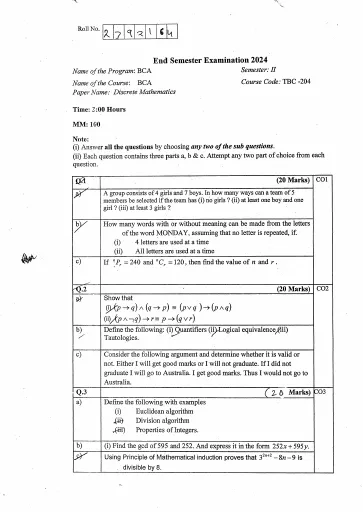 Roll No. 2 7 9 2 1 6 4
End Semester Examination 2024
Name of the Program: BCA Semester: II
Name of the Course: BCA Course Code: TBC -204
Paper Name: Discrete Mathematics
Time: 2:00 Hours
MM: 100
Note:
(i) Answer all the questions by choosing any two of the sub questions.
(ii) Each question contains three parts a, b & c. Attempt any two part of choice from each
question.
Q.1 (20 Marks) CO1
a) A group consists of 4 girls and 7 boys. In how many ways can a team of 5
members be selected if the team has (i) no girls ? (ii) at least one boy and one
girl ? (iii) at least 3 girls ?
b) How many words with or without meaning can be made from the letters
of the word MONDAY, assuming that no letter is repeated, if.
(i) 4 letters are used at a time
(ii) All letters are used at a time
c) If ⁿPᵣ = 240 and ⁿCᵣ = 120, then find the value of n and r.
Q.2 (20 Marks) CO2
a) Show that
(i) (p → q) ∧ (q → p) ≡ (p ∨ q) → (p ∧ q)
(ii) (p ∧ ¬q) → r ≡ p → (q ∨ r)
b) Define the following: (i) Quantifiers (ii) Logical equivalence (iii)
Tautologies.
c) Consider the following argument and determine whether it is valid or
not. Either I will get good marks or I will not graduate. If I did not
graduate I will go to Australia. I get good marks. Thus I would not go to
Australia.
Q.3 (20 Marks) CO3
a) Define the following with examples
(i) Euclidean algorithm
(ii) Division algorithm
(iii) Properties of Integers.
b) (i) Find the gcd of 595 and 252. And express it in the form 252x + 595y.
c) Using Principle of Mathematical induction proves that 3²ⁿ⁺² – 8n – 9 is
divisible by 8.